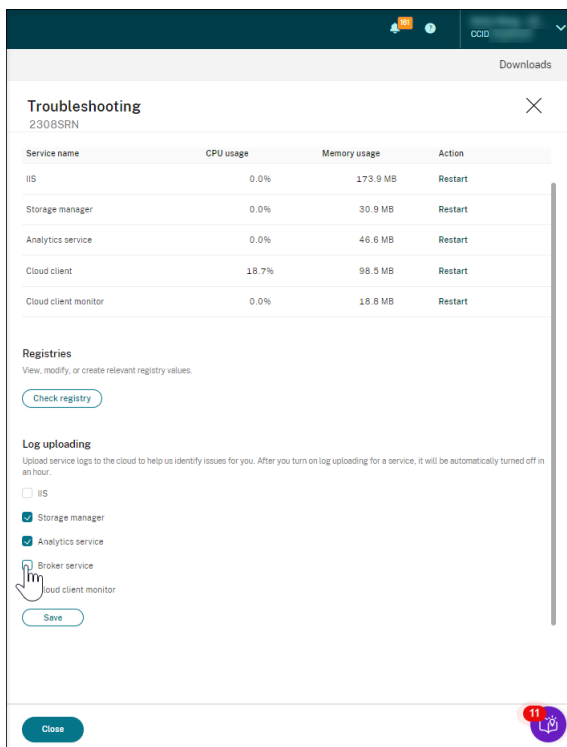 161
CCID
Downloads
Troubleshooting
2308SRN
Service name CPU usage Memory usage Action
IIS 0.0% 173.9 MB Restart
Storage manager 0.0% 30.9 MB Restart
Analytics service 0.0% 46.6 MB Restart
Cloud client 18.7% 98.5 MB Restart
Cloud client monitor 0.0% 18.8 MB Restart
Registries
View, modify, or create relevant registry values.
Check registry
Log uploading
Upload service logs to the cloud to help us identify issues for you. After you turn on log uploading for a service, it will be automatically turned off in
an hour.
IIS
Storage manager
Analytics service
Broker service
loud client monitor
Save
Close
11